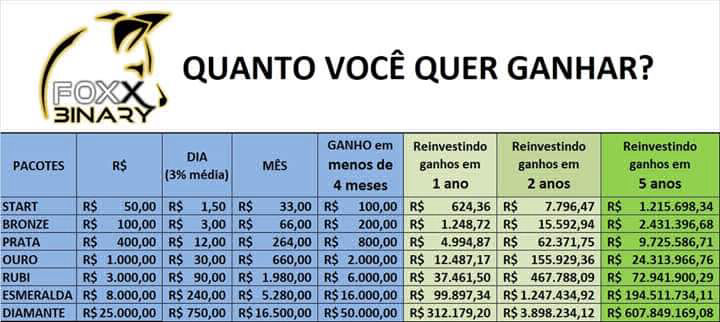 FOXX
BINARY
QUANTO VOCÊ QUER GANHAR?
PACOTES R$ DIA (3% média) MÊS GANHO em menos de 4 meses Reinvestindo ganhos em 1 ano Reinvestindo ganhos em 2 anos Reinvestindo ganhos em 5 anos
START R$ 50,00 R$ 1,50 R$ 33,00 R$ 100,00 R$ 624,36 R$ 7.796,47 R$ 1.215.698,34
BRONZE R$ 100,00 R$ 3,00 R$ 66,00 R$ 200,00 R$ 1.248,72 R$ 15.592,94 R$ 2.431.396,68
PRATA R$ 400,00 R$ 12,00 R$ 264,00 R$ 800,00 R$ 4.994,87 R$ 62.371,75 R$ 9.725.586,71
OURO R$ 1.000,00 R$ 30,00 R$ 660,00 R$ 2.000,00 R$ 12.487,17 R$ 155.929,36 R$ 24.313.966,76
RUBI R$ 3.000,00 R$ 90,00 R$ 1.980,00 R$ 6.000,00 R$ 37.461,50 R$ 467.788,09 R$ 72.941.900,29
ESMERALDA R$ 8.000,00 R$ 240,00 R$ 5.280,00 R$ 16.000,00 R$ 99.897,34 R$ 1.247.434,92 R$ 194.511.734,11
DIAMANTE R$ 25.000,00 R$ 750,00 R$ 16.500,00 R$ 50.000,00 R$ 312.179,20 R$ 3.898.234,12 R$ 607.849.169,08